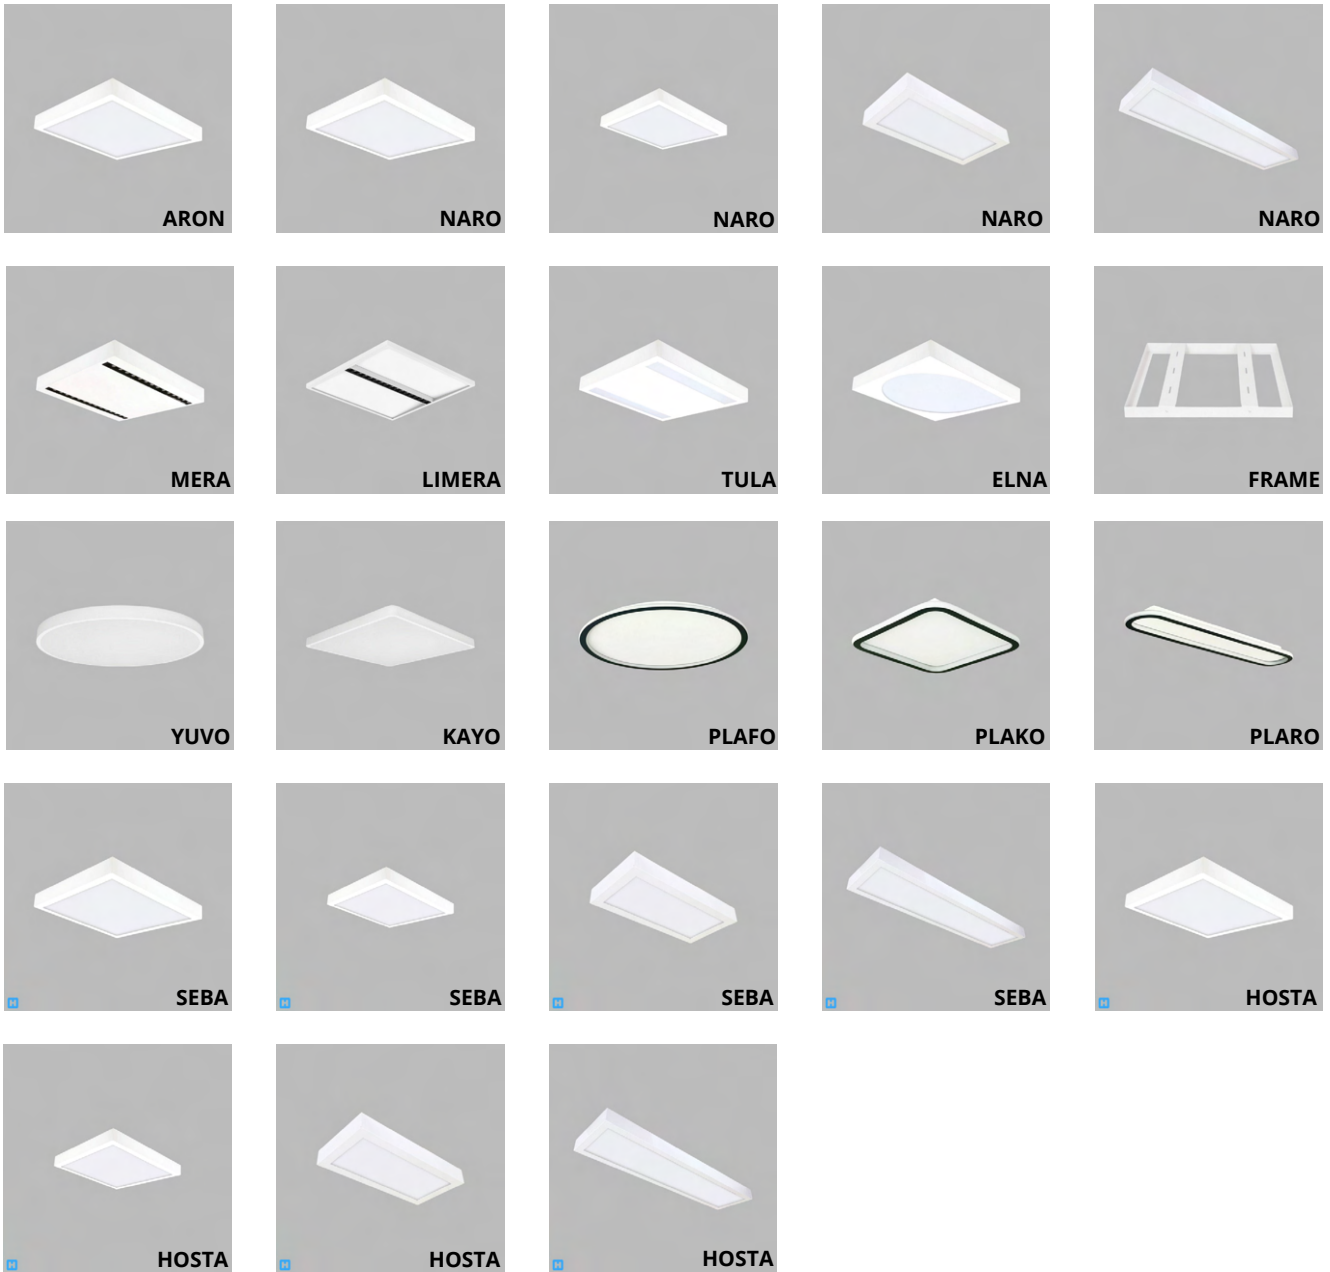 ARON
NARO
NARO
NARO
NARO
MERA
LIMERA
TULA
ELNA
FRAME
YUVO
KAYO
PLAFO
PLAKO
PLARO
H SEBA
H SEBA
H SEBA
H SEBA
H HOSTA
H HOSTA
H HOSTA
H HOSTA